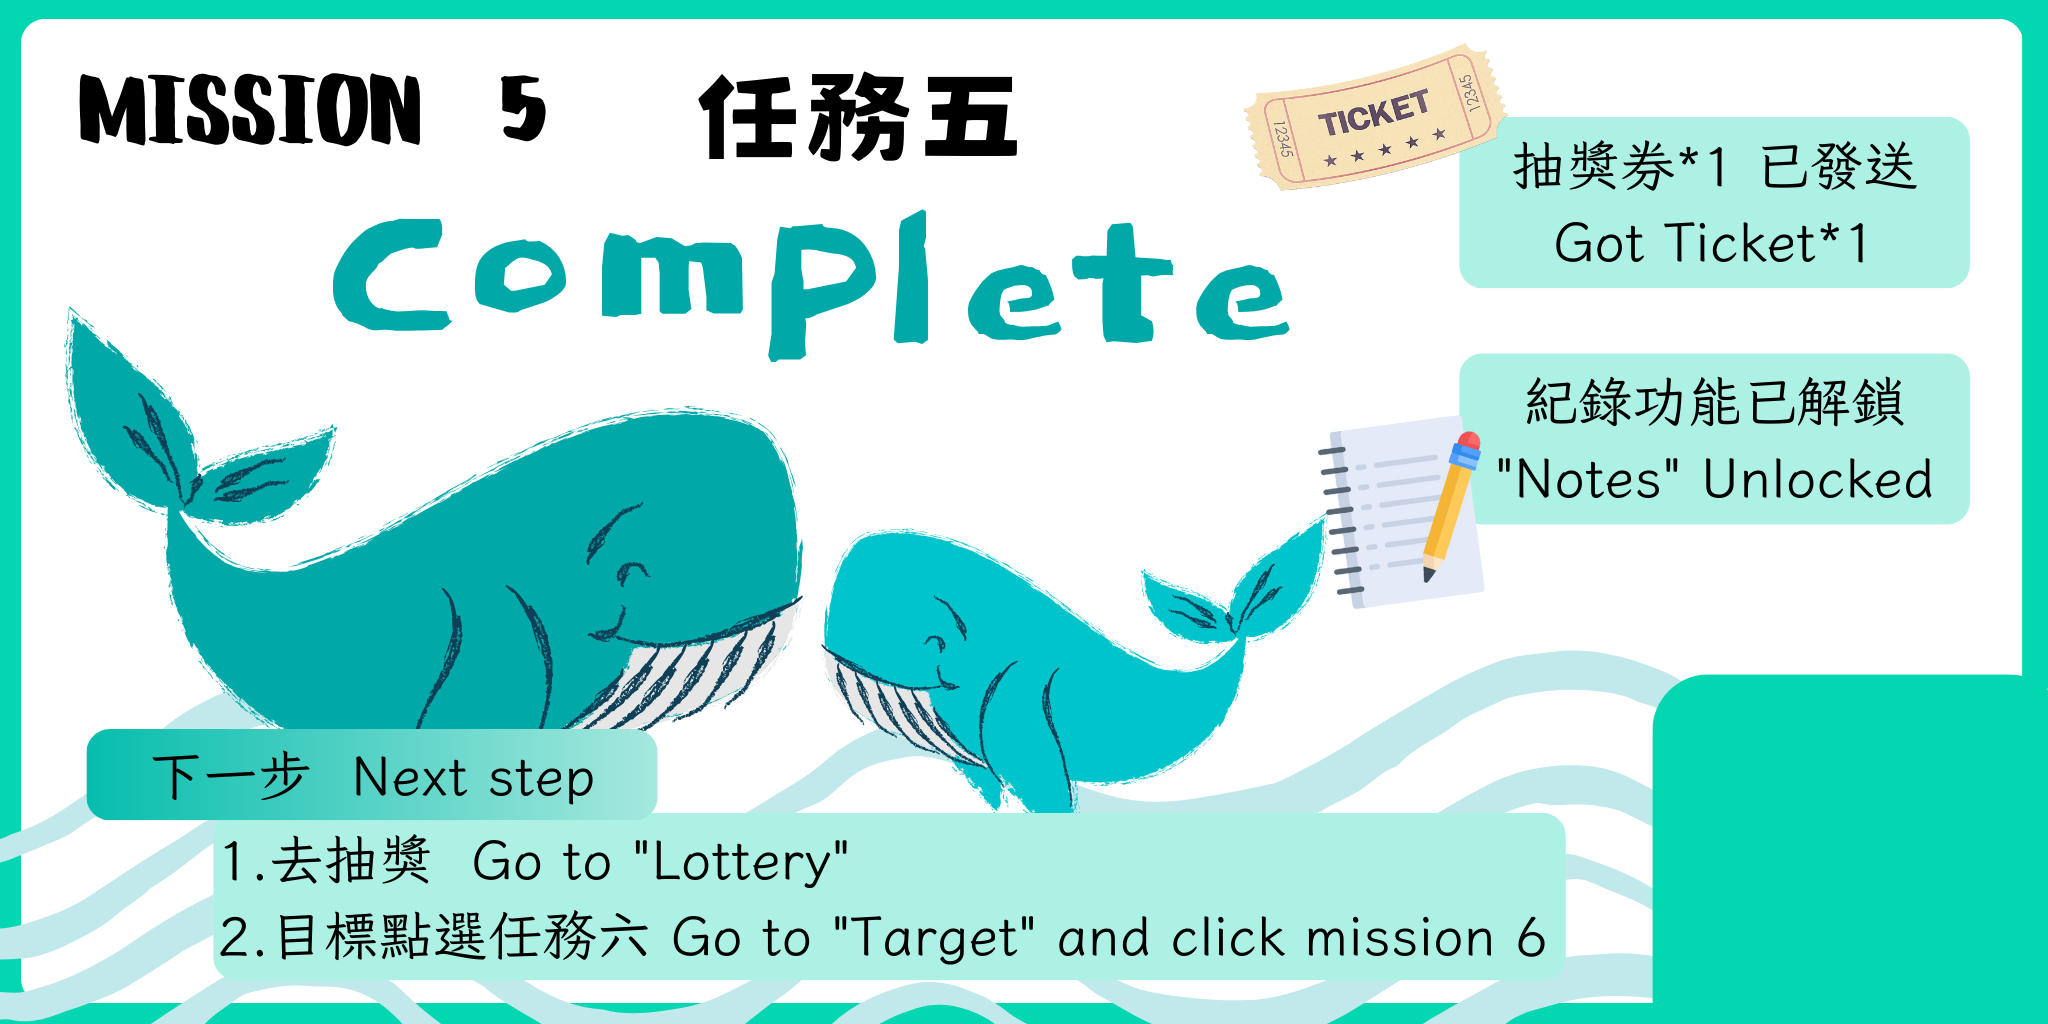 MISSION 5 任務五
Complete
12345 TICKET 12345
抽獎券*1 已發送
Got Ticket*1
紀錄功能已解鎖
"Notes" Unlocked
下一步 Next step
1.去抽獎 Go to "Lottery"
2.目標點選任務六 Go to "Target" and click mission 6